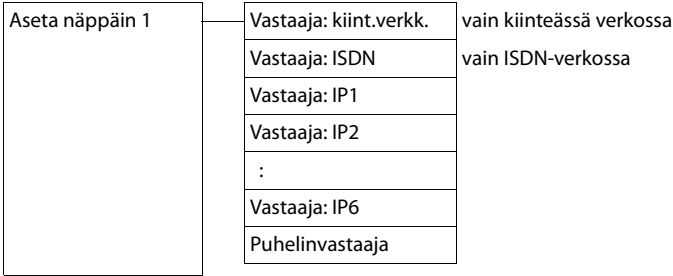 Aseta näppäin 1
Vastaaja: kiint.verkk. vain kiinteässä verkossa
Vastaaja: ISDN vain ISDN-verkossa
Vastaaja: IP1
Vastaaja: IP2
:
Vastaaja: IP6
Puhelinvastaaja